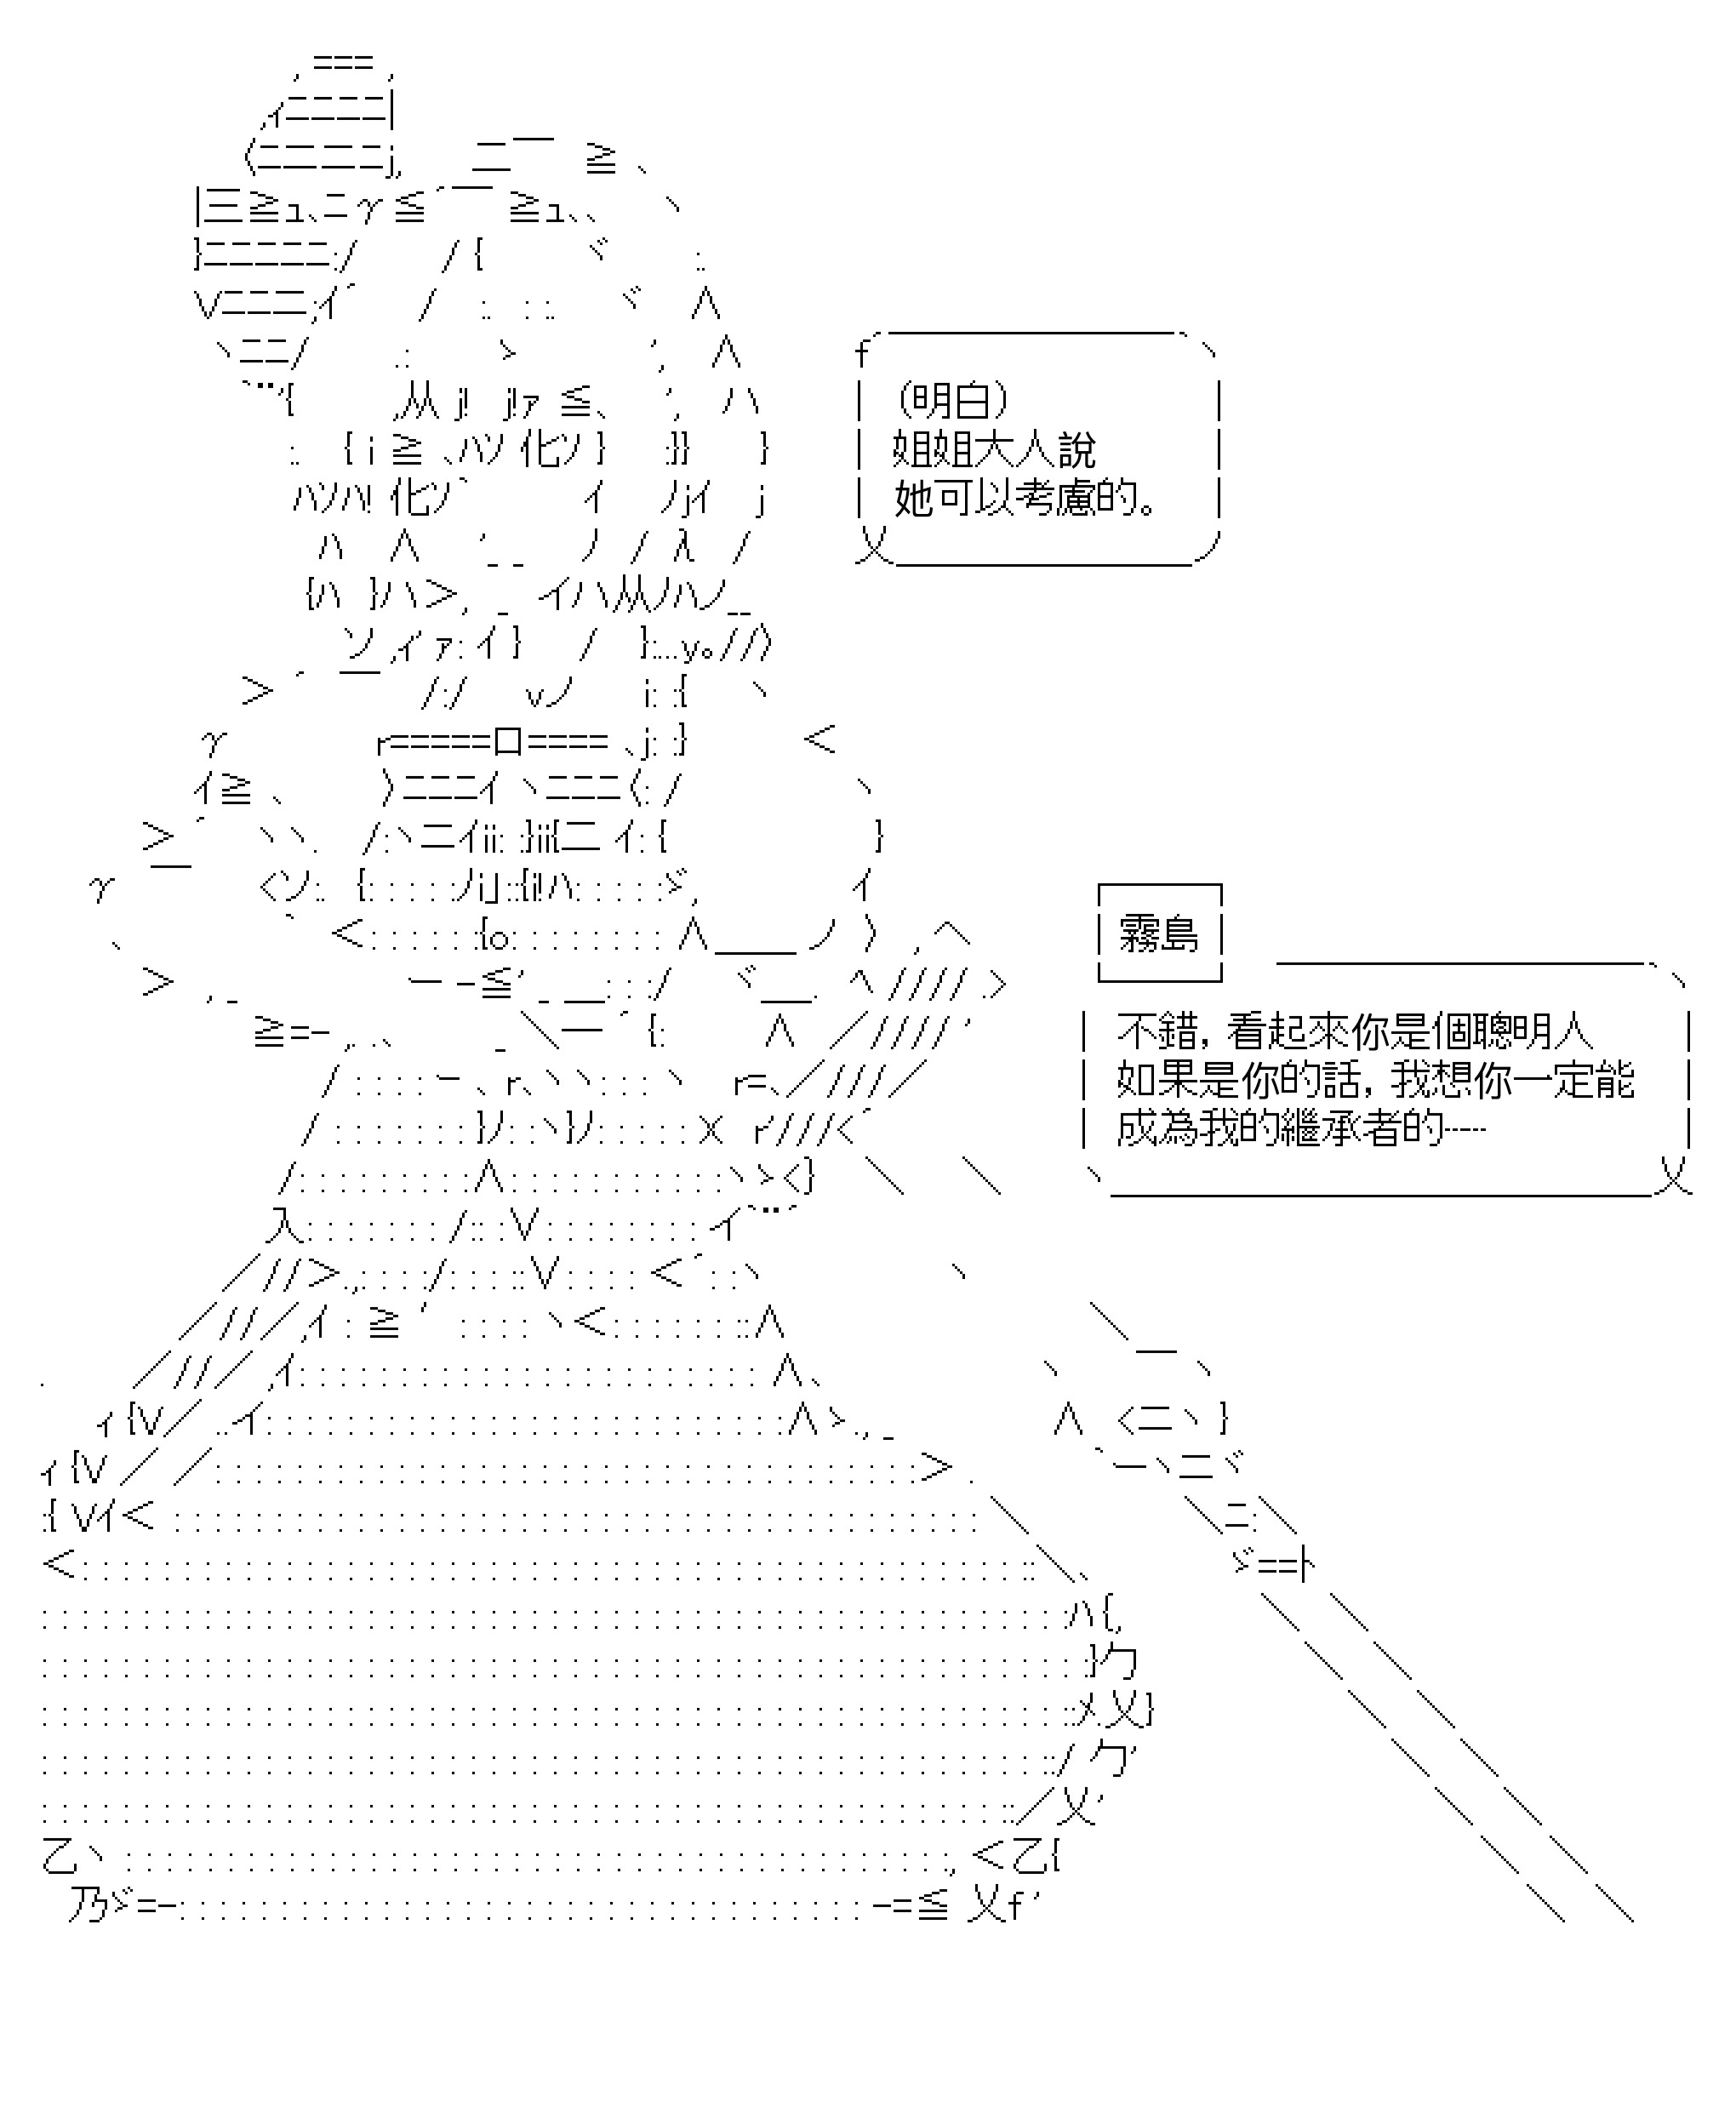 （明白）
姐姐大人說
她可以考慮的。
霧島
不錯，看起來你是個聰明人
如果是你的話，我想你一定能
成為我的繼承者的┄┄